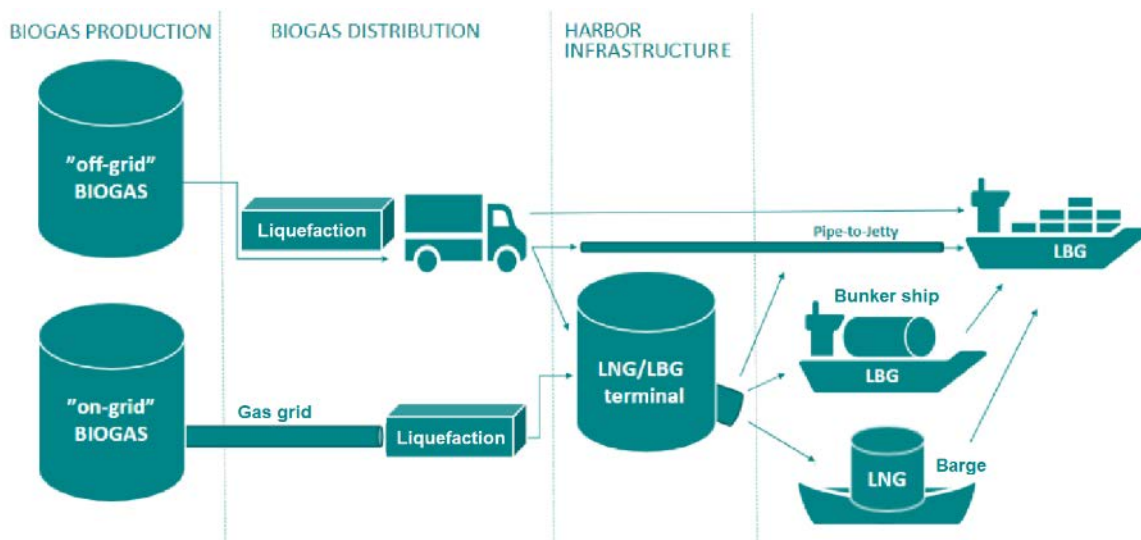 BIOGAS PRODUCTION
BIOGAS DISTRIBUTION
HARBOR
INFRASTRUCTURE
"off-grid"
BIOGAS
Liquefaction
Pipe-to-Jetty
LBG
Bunker ship
LBG
LNG/LBG
terminal
"on-grid"
BIOGAS
Gas grid
Liquefaction
LNG
Barge